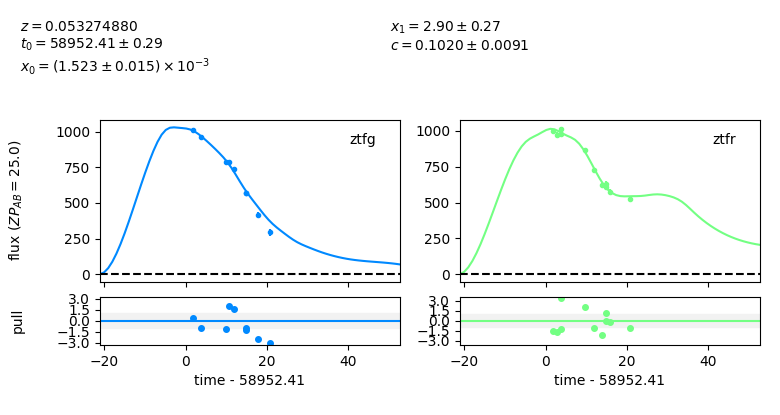 z = 0.053274880
t₀ = 58952.41 ± 0.29
x₀ = (1.523 ± 0.015) × 10⁻³
x₁ = 2.90 ± 0.27
c = 0.1020 ± 0.0091
flux (ZP_AB = 25.0)
1000
750
500
250
0
ztfg
1000
750
500
250
0
ztfr
pull
3.0
1.5
0.0
−1.5
−3.0
−20 0 20 40
time - 58952.41
3.0
1.5
0.0
−1.5
−3.0
−20 0 20 40
time - 58952.41